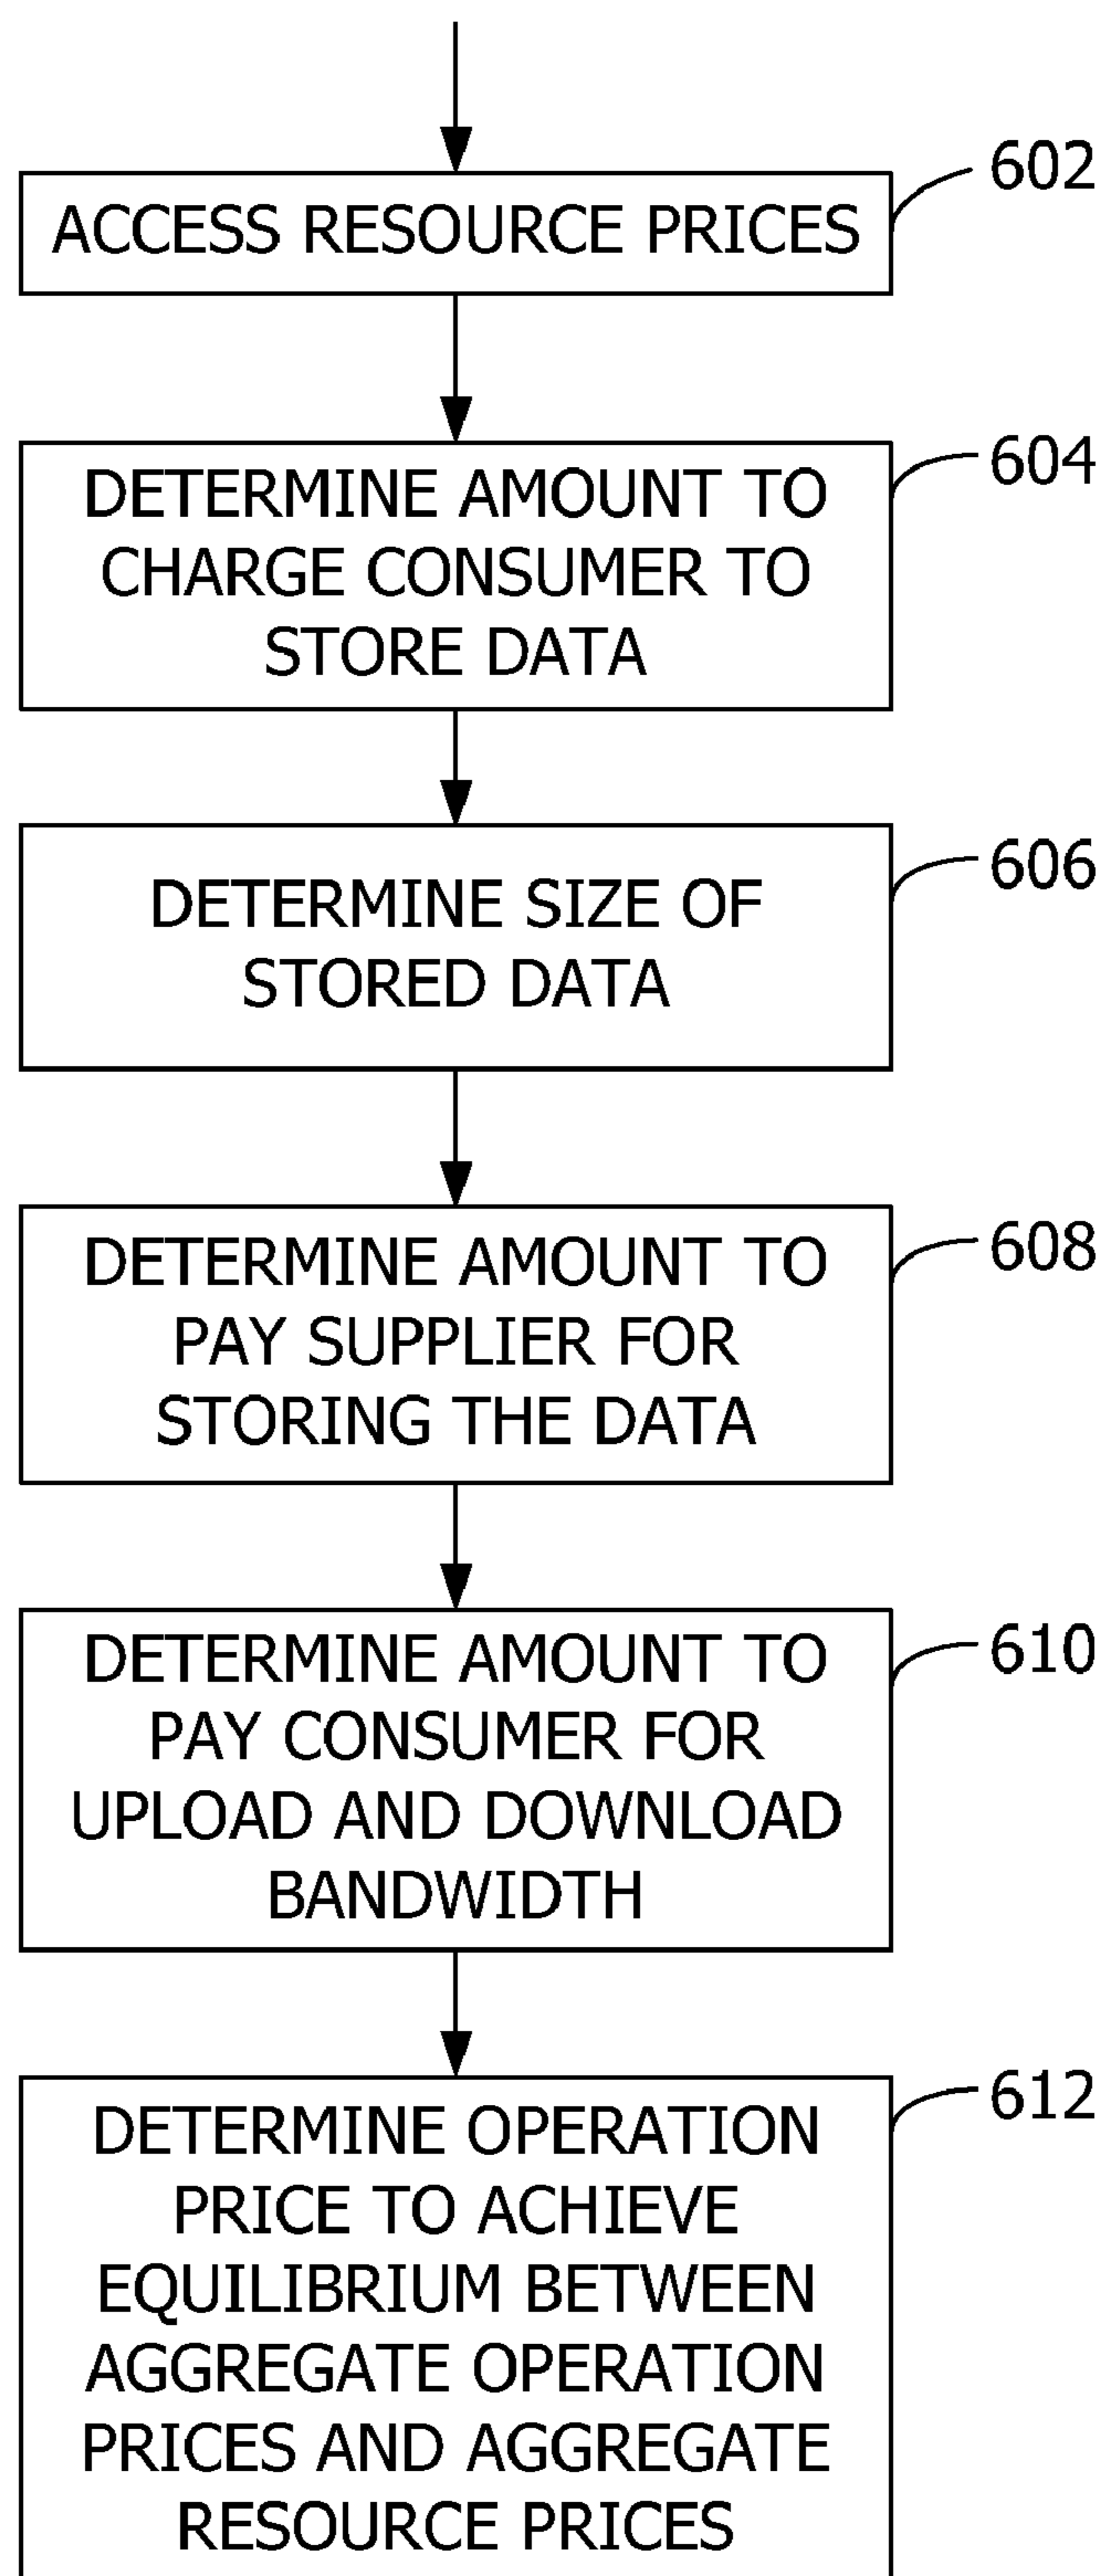 602
ACCESS RESOURCE PRICES
604
DETERMINE AMOUNT TO
CHARGE CONSUMER TO
STORE DATA
606
DETERMINE SIZE OF
STORED DATA
608
DETERMINE AMOUNT TO
PAY SUPPLIER FOR
STORING THE DATA
610
DETERMINE AMOUNT TO
PAY CONSUMER FOR
UPLOAD AND DOWNLOAD
BANDWIDTH
612
DETERMINE OPERATION
PRICE TO ACHIEVE
EQUILIBRIUM BETWEEN
AGGREGATE OPERATION
PRICES AND AGGREGATE
RESOURCE PRICES